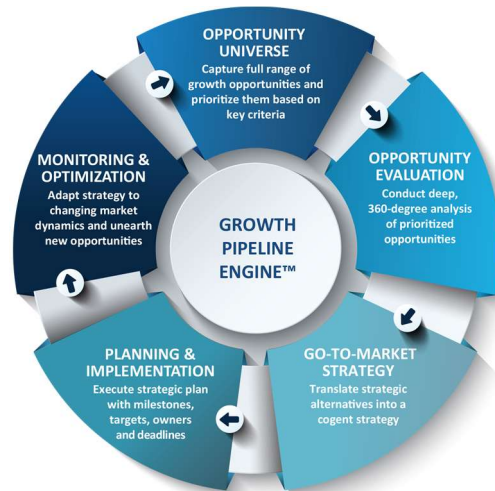 OPPORTUNITY
UNIVERSE
Capture full range of
growth opportunities and
prioritize them based on
key criteria
OPPORTUNITY
EVALUATION
Conduct deep,
360-degree analysis
of prioritized
opportunities
GO-TO-MARKET
STRATEGY
Translate strategic
alternatives into a
cogent strategy
PLANNING &
IMPLEMENTATION
Execute strategic plan
with milestones,
targets, owners
and deadlines
MONITORING &
OPTIMIZATION
Adapt strategy to
changing market
dynamics and unearth
new opportunities
GROWTH
PIPELINE
ENGINE™